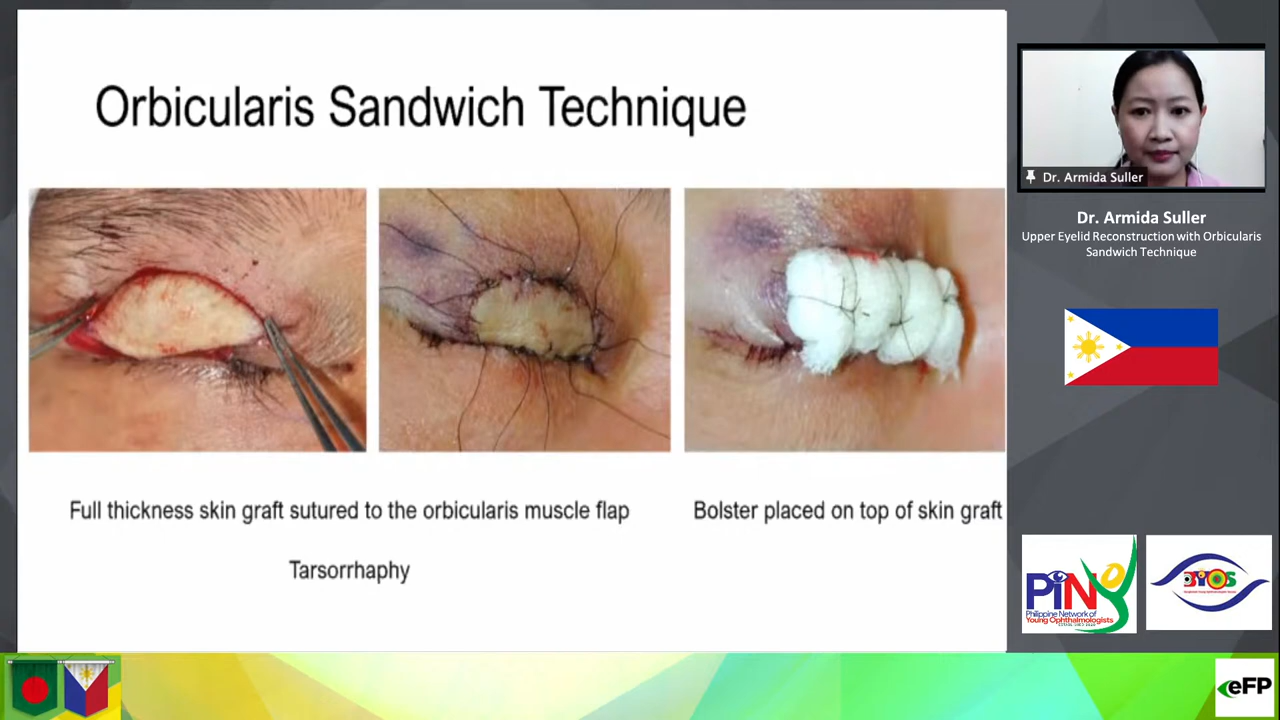 Orbicularis Sandwich Technique
Full thickness skin graft sutured to the orbicularis muscle flap
Tarsorrhaphy
Bolster placed on top of skin graft
Dr. Armida Suller
Dr. Armida Suller
Upper Eyelid Reconstruction with Orbicularis
Sandwich Technique
PiNY
Philippine Network of
Young Ophthalmologists
BYOS
eFP